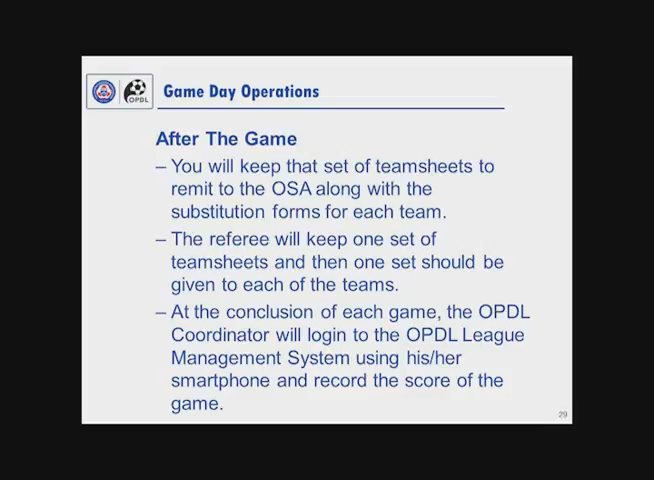 OPDL
Game Day Operations
After The Game
– You will keep that set of teamsheets to
remit to the OSA along with the
substitution forms for each team.
– The referee will keep one set of
teamsheets and then one set should be
given to each of the teams.
– At the conclusion of each game, the OPDL
Coordinator will login to the OPDL League
Management System using his/her
smartphone and record the score of the
game.
29